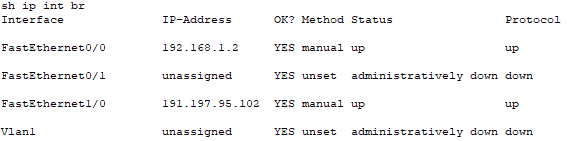 sh ip int br
Interface IP-Address OK? Method Status Protocol
FastEthernet0/0 192.168.1.2 YES manual up up
FastEthernet0/1 unassigned YES unset administratively down down
FastEthernet1/0 191.197.95.102 YES manual up up
Vlan1 unassigned YES unset administratively down down